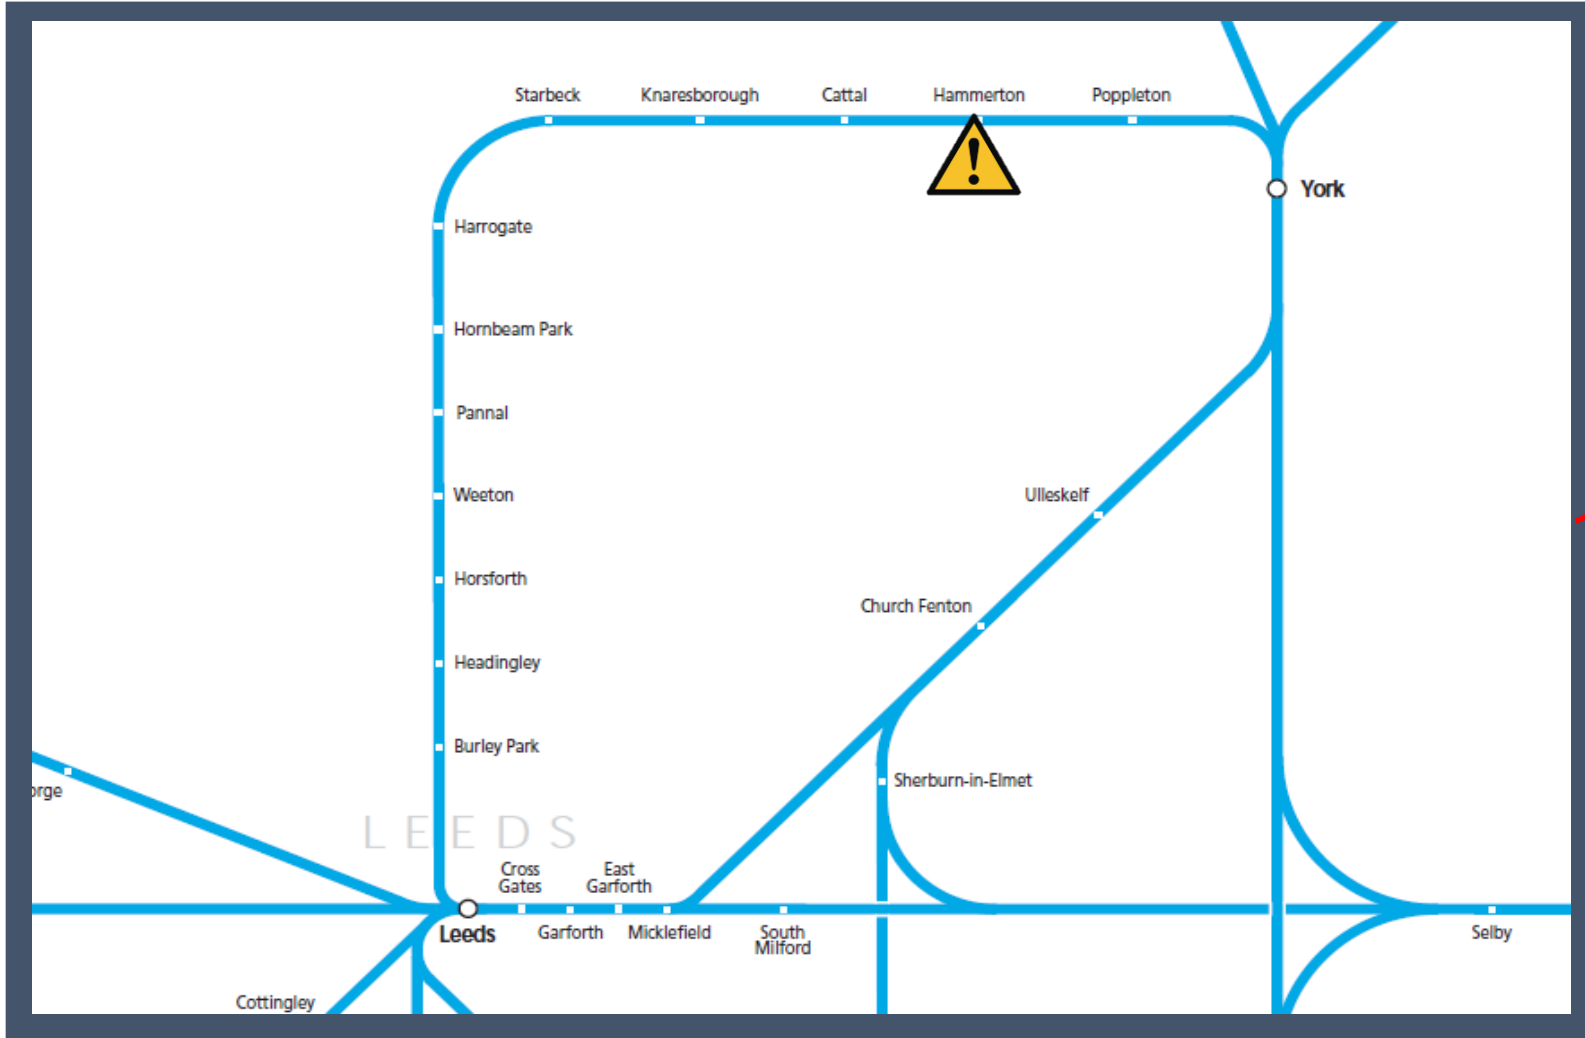 Starbeck
Knaresborough
Cattal
Hammerton
Poppleton
!
York
Harrogate
Hornbeam Park
Pannal
Weeton
Ulleskelf
Horsforth
Church Fenton
Headingley
Burley Park
Sherburn-in-Elmet
orge
LEEDS
Cross
Gates
East
Garforth
Leeds
Garforth
Micklefield
South
Milford
Selby
Cottingley